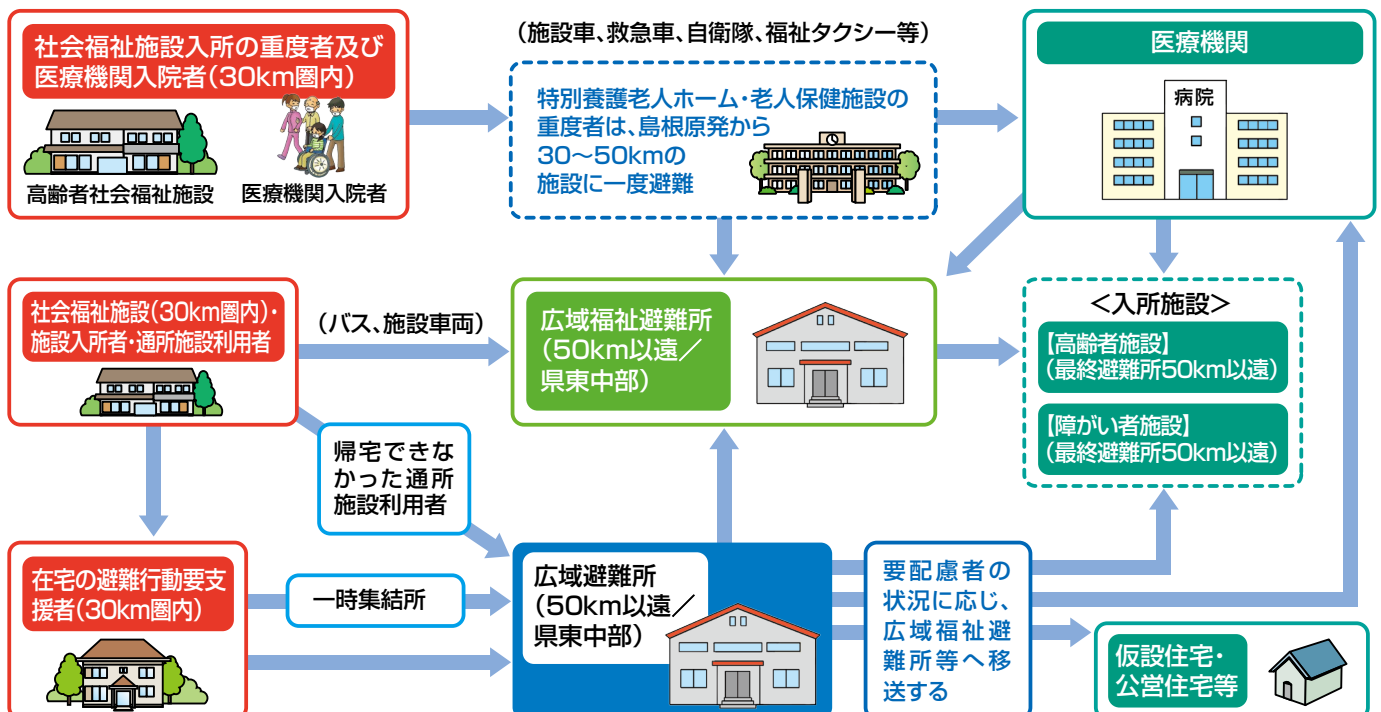 社会福祉施設入所の重度者及び
医療機関入院者(30km圏内)
高齢者社会福祉施設
医療機関入院者
(施設車、救急車、自衛隊、福祉タクシー等)
特別養護老人ホーム・老人保健施設の
重度者は、島根原発から
30〜50kmの
施設に一度避難
医療機関
病院
社会福祉施設(30km圏内)・
施設入所者・通所施設利用者
(バス、施設車両)
広域福祉避難所
(50km以遠/
県東中部)
<入所施設>
【高齢者施設】
(最終避難所50km以遠)
【障がい者施設】
(最終避難所50km以遠)
帰宅できな
かった通所
施設利用者
在宅の避難行動要支
援者(30km圏内)
一時集結所
広域避難所
(50km以遠/
県東中部)
要配慮者の
状況に応じ、
広域福祉避
難所等へ移
送する
仮設住宅・
公営住宅等